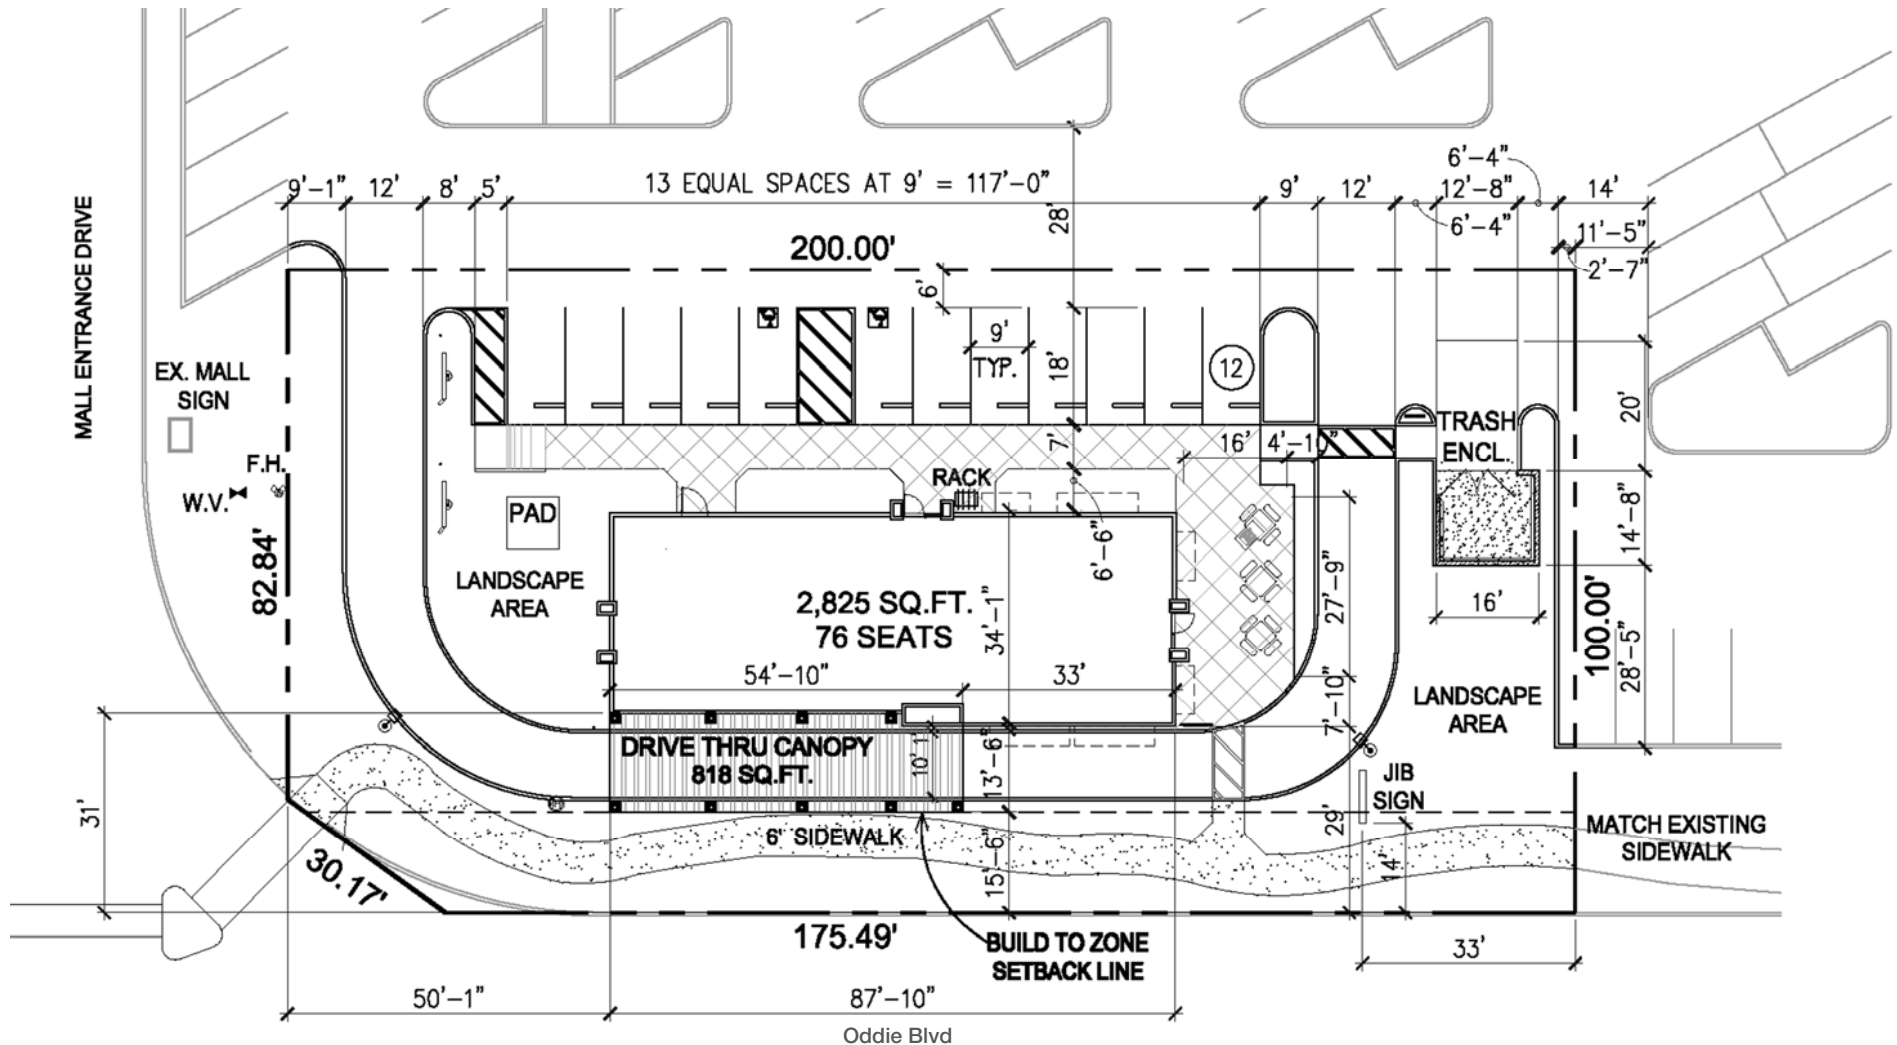 6'-4"
9'-1"
12'
8'
5'
13 EQUAL SPACES AT 9' = 117'-0"
9'
12'
12'-8"
14'
6'-4"
28'
11'-5"
2'-7"
200.00'
6'
MALL ENTRANCE DRIVE
9'
TYP.
18'
12
EX. MALL
SIGN
20'
TRASH
ENCL.
7'
16'
4'-10"
F.H.
W.V.
RACK
PAD
14'-8"
82.84'
6'-6"
LANDSCAPE
AREA
2,825 SQ.FT.
76 SEATS
34'-1"
27'-9"
16'
100.00'
28'-5"
54'-10"
33'
LANDSCAPE
AREA
7'-10"
DRIVE THRU CANOPY
818 SQ.FT.
10'-1"
13'-6"
JIB
SIGN
31'
29'
6' SIDEWALK
MATCH EXISTING
SIDEWALK
30.17'
15'-6"
14'
175.49'
BUILD TO ZONE
SETBACK LINE
33'
50'-1"
87'-10"
Oddie Blvd